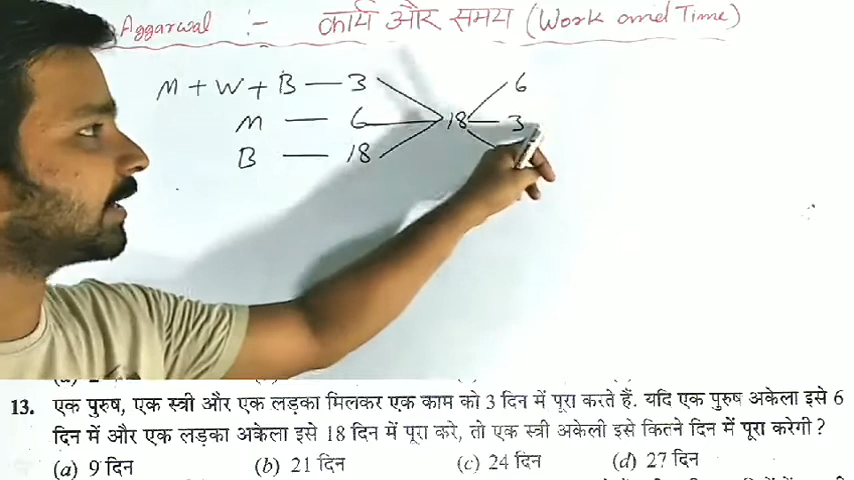 Aggarwal :- कार्य और समय (Work and Time)
M + W + B — 3
M — 6
B — 18
18
6
3
13. एक पुरुष, एक स्त्री और एक लड़का मिलकर एक काम को 3 दिन में पूरा करते हैं. यदि एक पुरुष अकेला इसे 6
दिन में और एक लड़का अकेला इसे 18 दिन में पूरा करे, तो एक स्त्री अकेली इसे कितने दिन में पूरा करेगी ?
(a) 9 दिन (b) 21 दिन (c) 24 दिन (d) 27 दिन